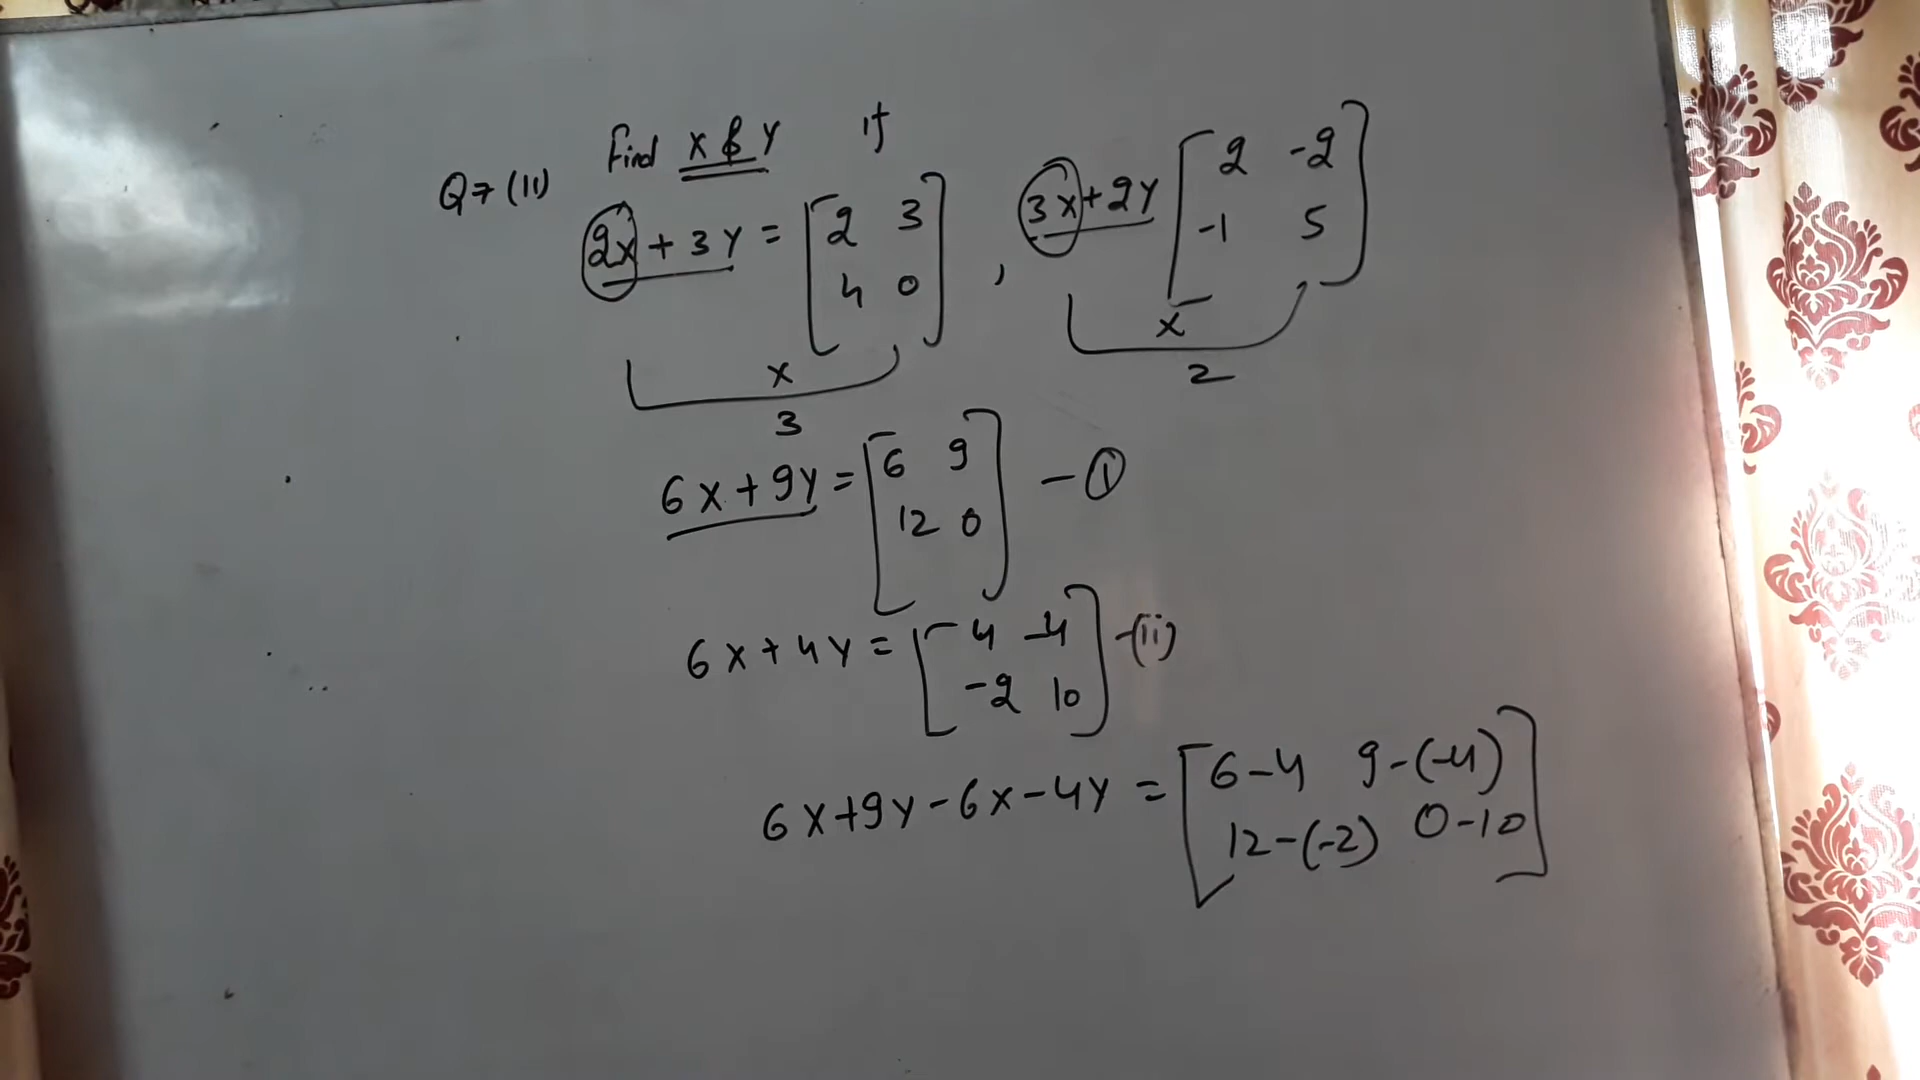 Q7 (ii) Find X & Y if
2X + 3Y = [2 3
4 0] , 3X + 2Y [2 -2
-1 5]
×
3
×
2
6X + 9Y = [6 9
12 0] - ①
6X + 4Y = [4 -4
-2 10] - (ii)
6X + 9Y - 6X - 4Y = [6-4 9-(-4)
12-(-2) 0-10]